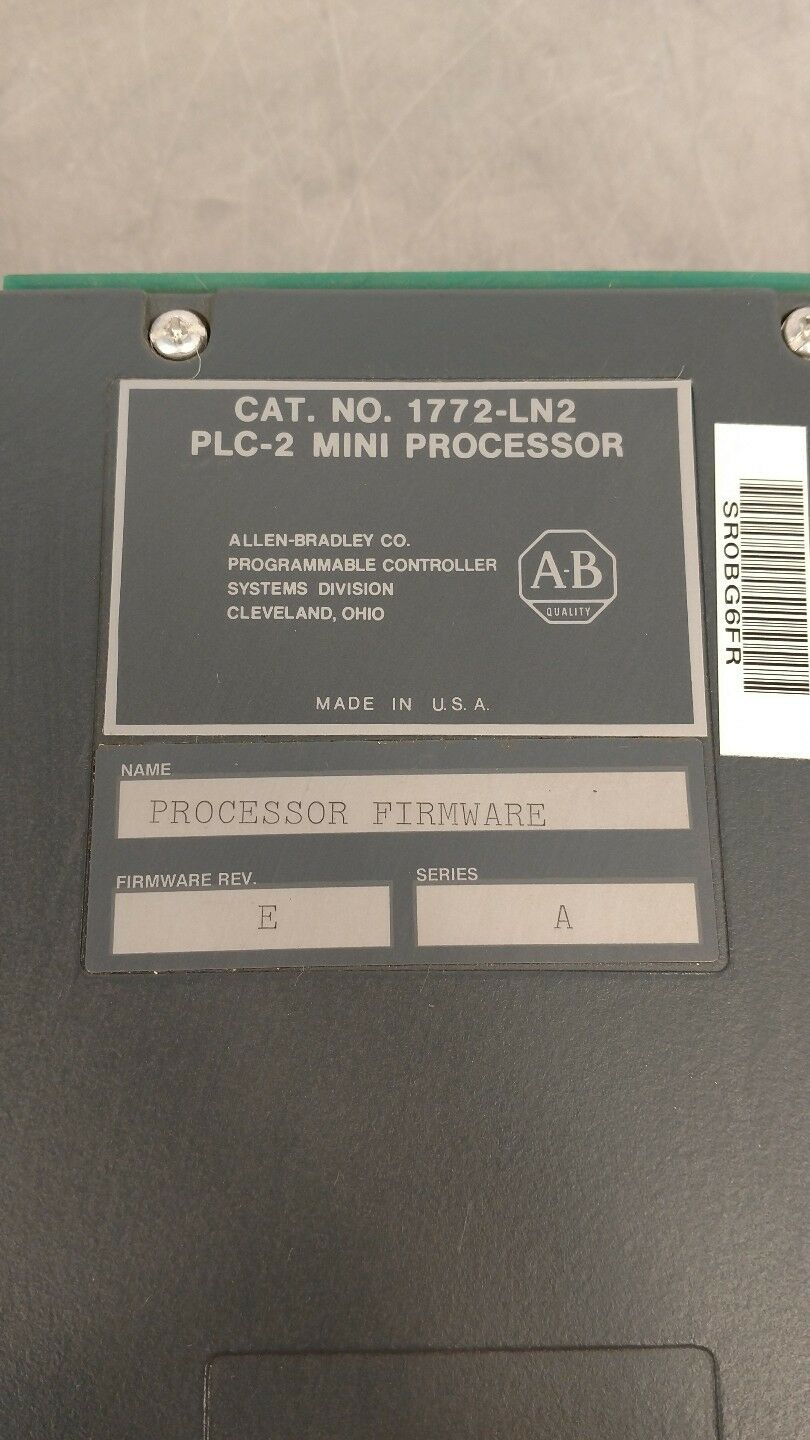 CAT. NO. 1772-LN2
PLC-2 MINI PROCESSOR
ALLEN-BRADLEY CO.
PROGRAMMABLE CONTROLLER
SYSTEMS DIVISION
CLEVELAND, OHIO
A-B
QUALITY
MADE IN U.S.A.
SR0BG6FR
NAME
PROCESSOR FIRMWARE
FIRMWARE REV.
E
SERIES
A